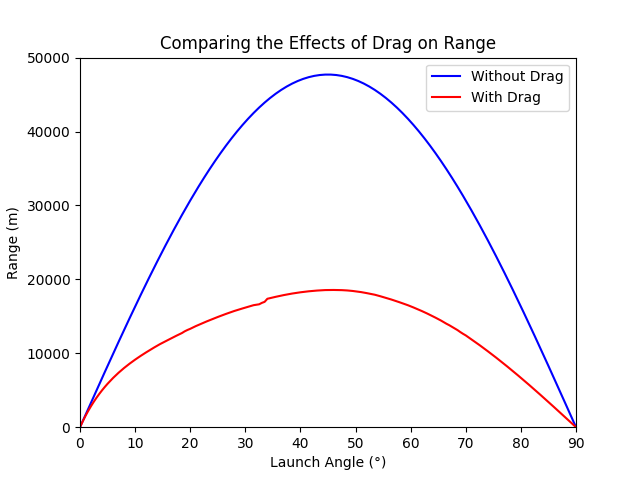 Comparing the Effects of Drag on Range
Without Drag
With Drag
Range (m)
50000
40000
30000
20000
10000
0
0 10 20 30 40 50 60 70 80 90
Launch Angle (°)